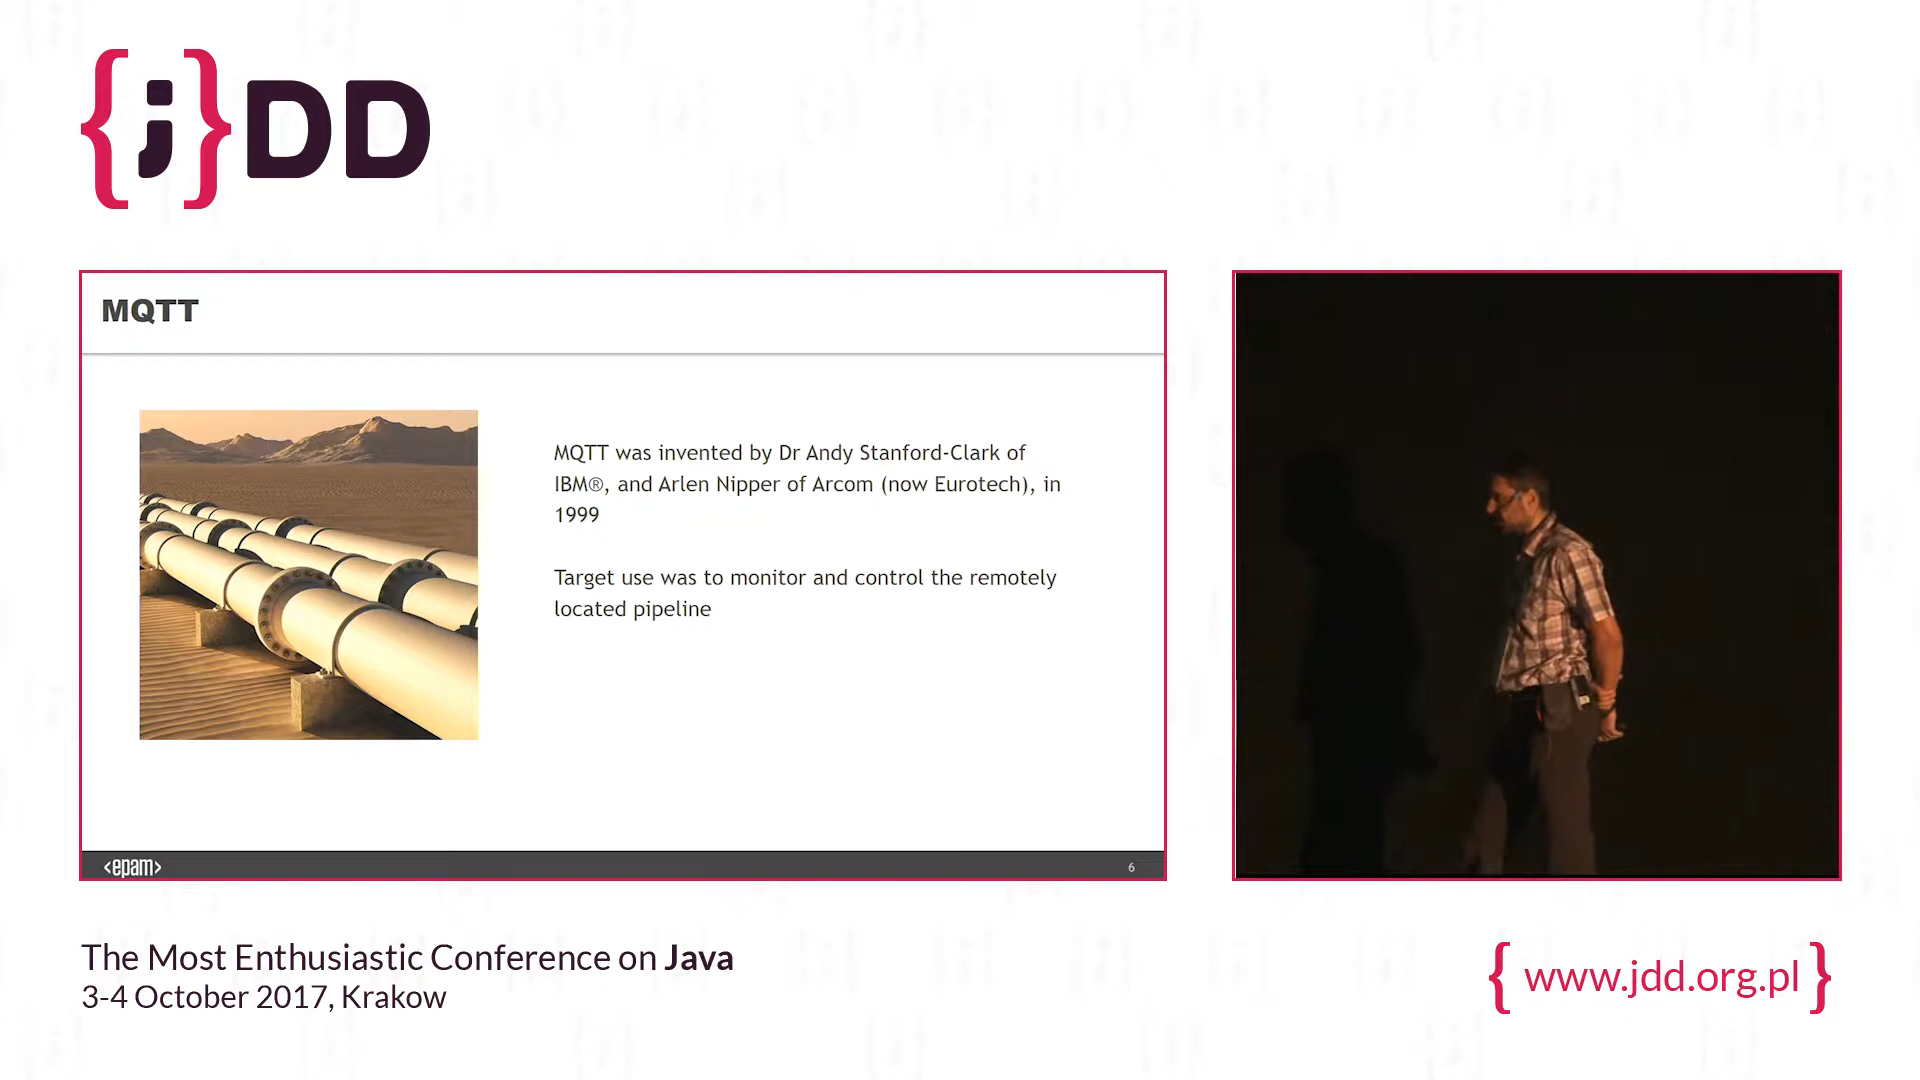 {;}DD
MQTT
MQTT was invented by Dr Andy Stanford-Clark of
IBM®, and Arlen Nipper of Arcom (now Eurotech), in
1999
Target use was to monitor and control the remotely
located pipeline
<epam>
6
The Most Enthusiastic Conference on Java
3-4 October 2017, Krakow
{ www.jdd.org.pl }